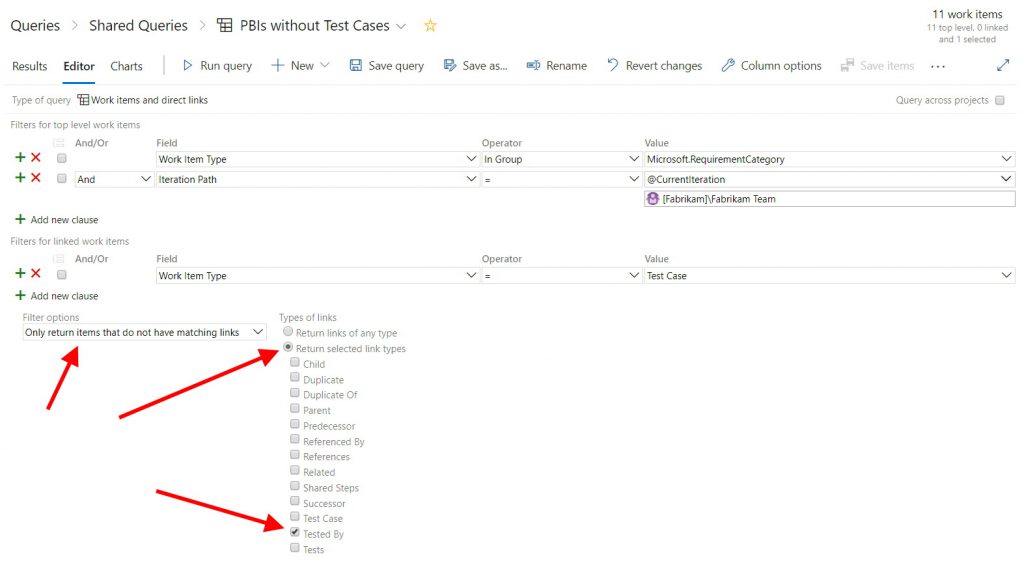 Queries > Shared Queries > PBIs without Test Cases
11 work items
11 top level, 0 linked
and 1 selected
Results Editor Charts Run query New Save query Save as... Rename Revert changes Column options Save items ...
Type of query Work items and direct links Query across projects
Filters for top level work items
And/Or Field Operator Value
Work Item Type In Group Microsoft.RequirementCategory
And Iteration Path = @CurrentIteration
[Fabrikam]\Fabrikam Team
+ Add new clause
Filters for linked work items
And/Or Field Operator Value
Work Item Type = Test Case
+ Add new clause
Filter options Types of links
Only return items that do not have matching links
Return links of any type
Return selected link types
Child
Duplicate
Duplicate Of
Parent
Predecessor
Referenced By
References
Related
Shared Steps
Successor
Test Case
Tested By
Tests